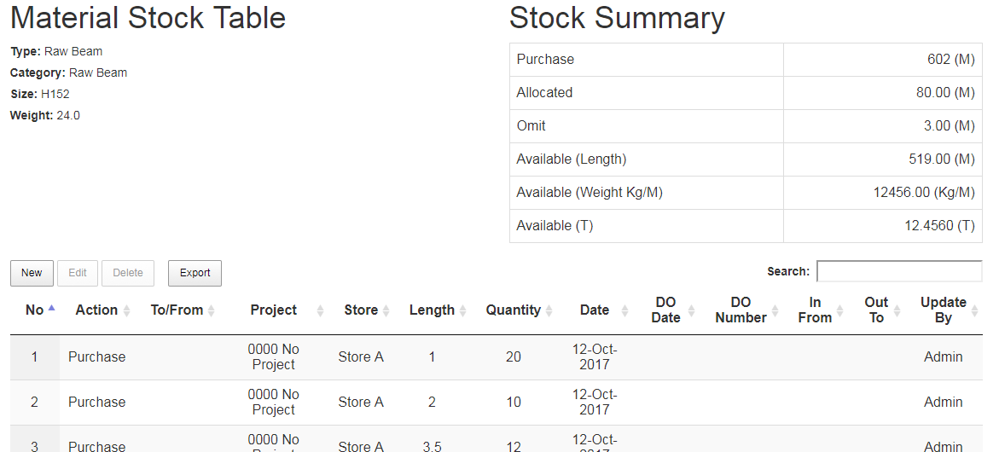 Material Stock Table
Type: Raw Beam
Category: Raw Beam
Size: H152
Weight: 24.0
Stock Summary
Purchase 602 (M)
Allocated 80.00 (M)
Omit 3.00 (M)
Available (Length) 519.00 (M)
Available (Weight Kg/M) 12456.00 (Kg/M)
Available (T) 12.4560 (T)
New Edit Delete Export Search:
No Action To/From Project Store Length Quantity Date DO Date DO Number In From Out To Update By
1 Purchase 0000 No Project Store A 1 20 12-Oct-2017 Admin
2 Purchase 0000 No Project Store A 2 10 12-Oct-2017 Admin
3 Purchase 0000 No Project Store A 3.5 12 12-Oct-2017 Admin